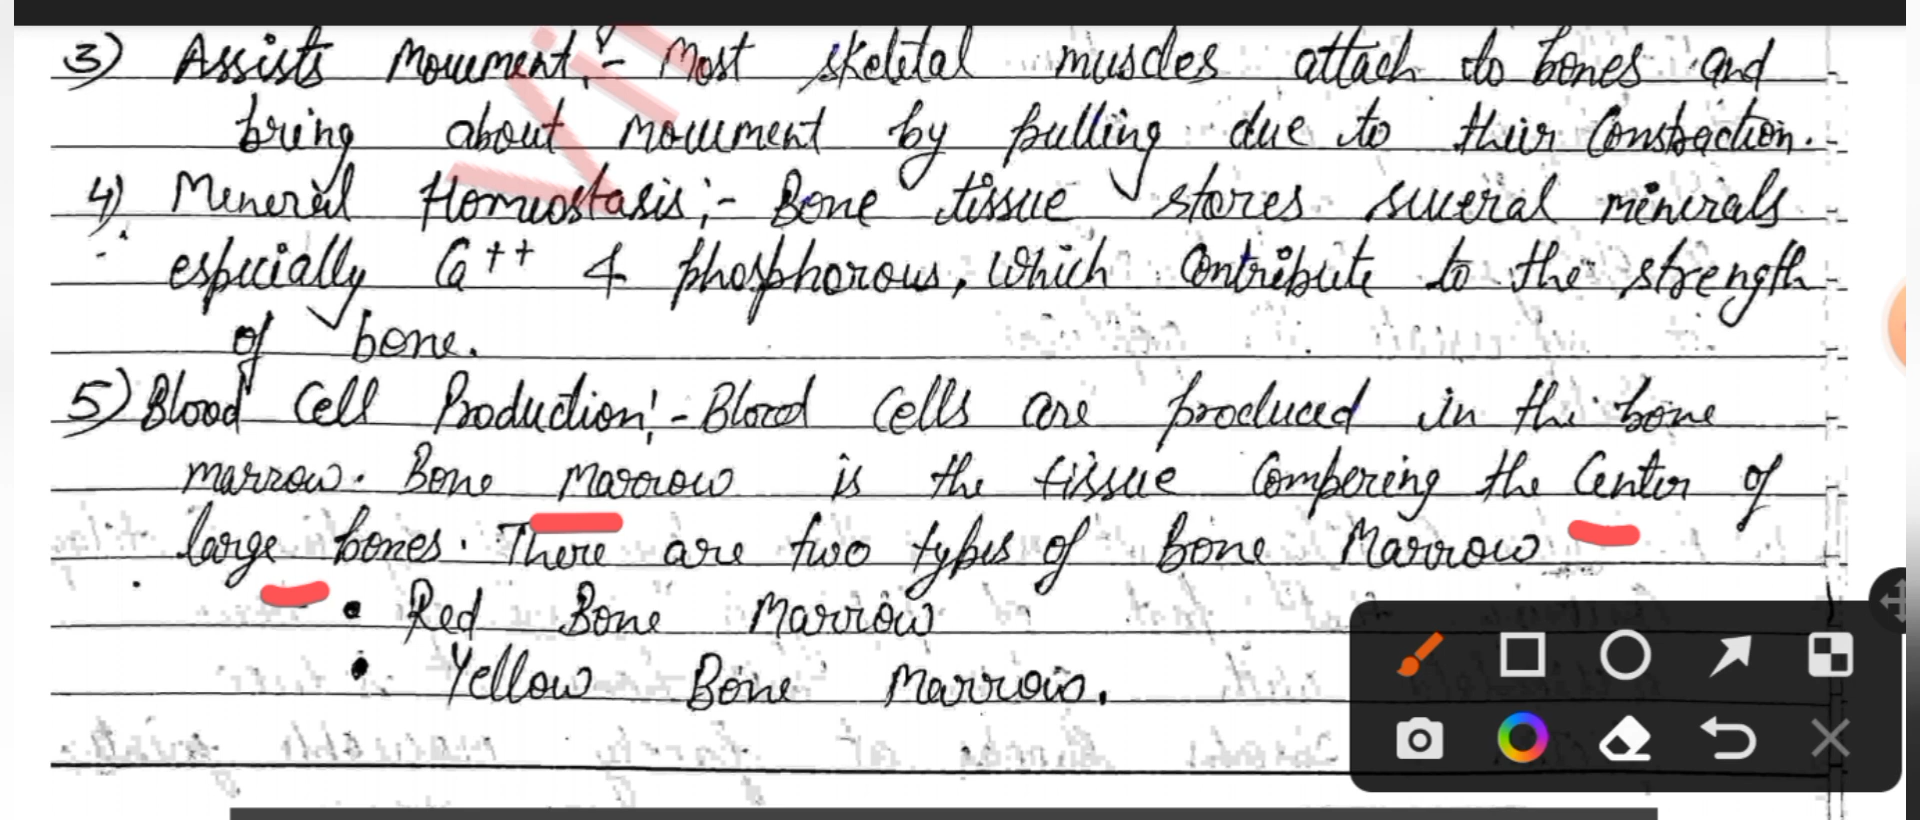 3) Assists Movement:- Most skeletal muscles attach to bones and
bring about movement by pulling due to their Constraction.
4) Minerel Homeostasis:- Bone tissue stores several minerals
especially Ca++ & phosphorous, which Contribute to the strength
of bone.
5) Blood Cell Production:- Blood Cells are produced in the bone
marrow. Bone Marrow is the tissue Compering the Center of
large bones. There are two types of bone Marrow
• Red Bone Marrow
• Yellow Bone Marrow.